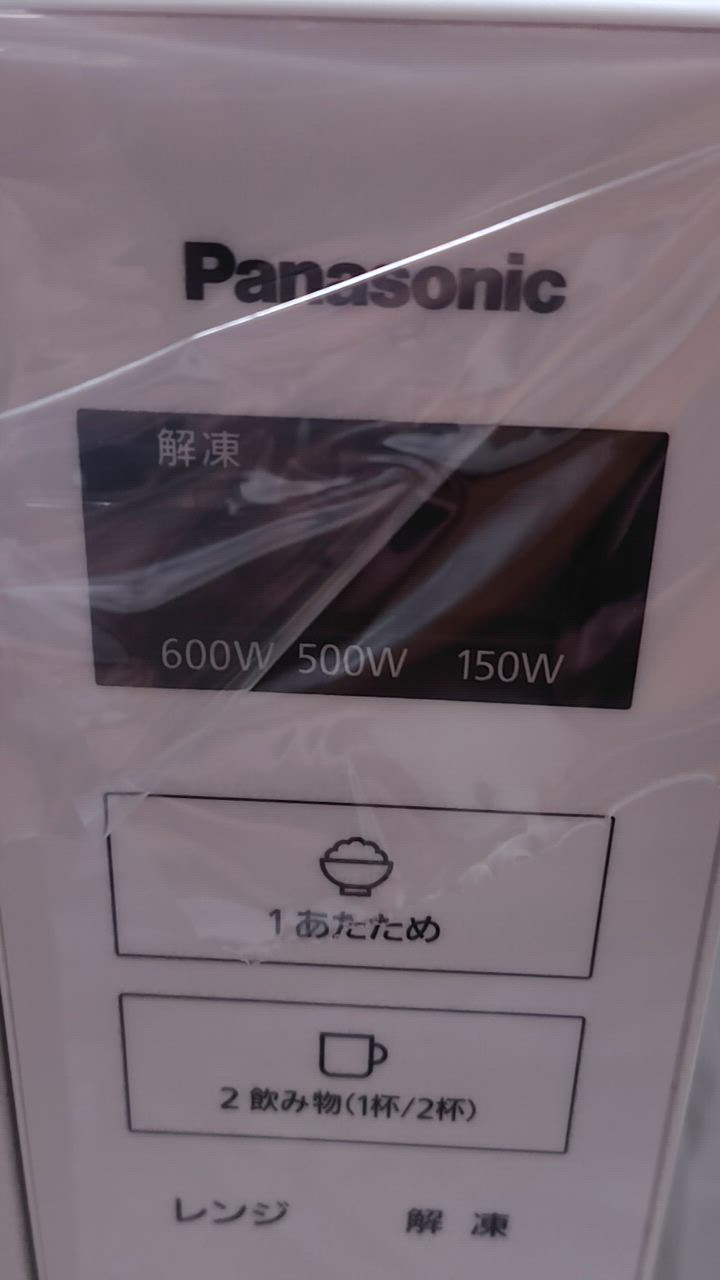 Panasonic
解凍
600W 500W 150W
1 あたため
2 飲み物(1杯/2杯)
レンジ 解 凍